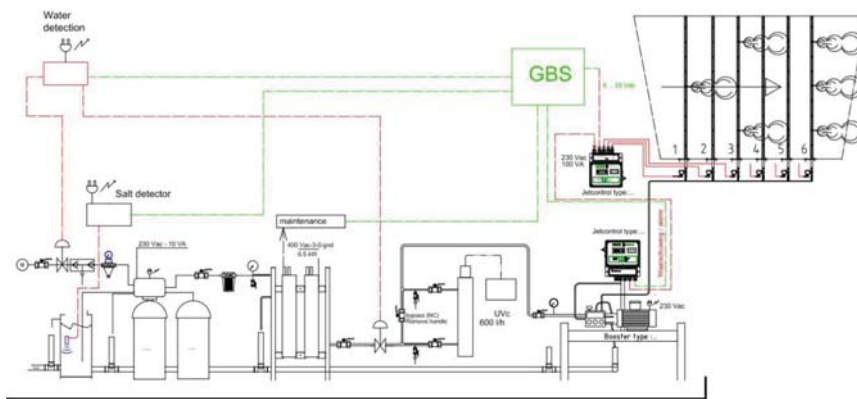 Water
detection
GBS
0 ... 10 Vdc
1
2
3
4
5
6
230 Vac
100 VA
Jetcontrol type:...
Salt detector
maintenance
Jetcontrol type:...
230 Vac - 10 VA
400 Vac-3-0-gnd
0.5 kW
bypass (NC)
Remove handle
UVc
600 l/h
230 Vac
Booster type :...